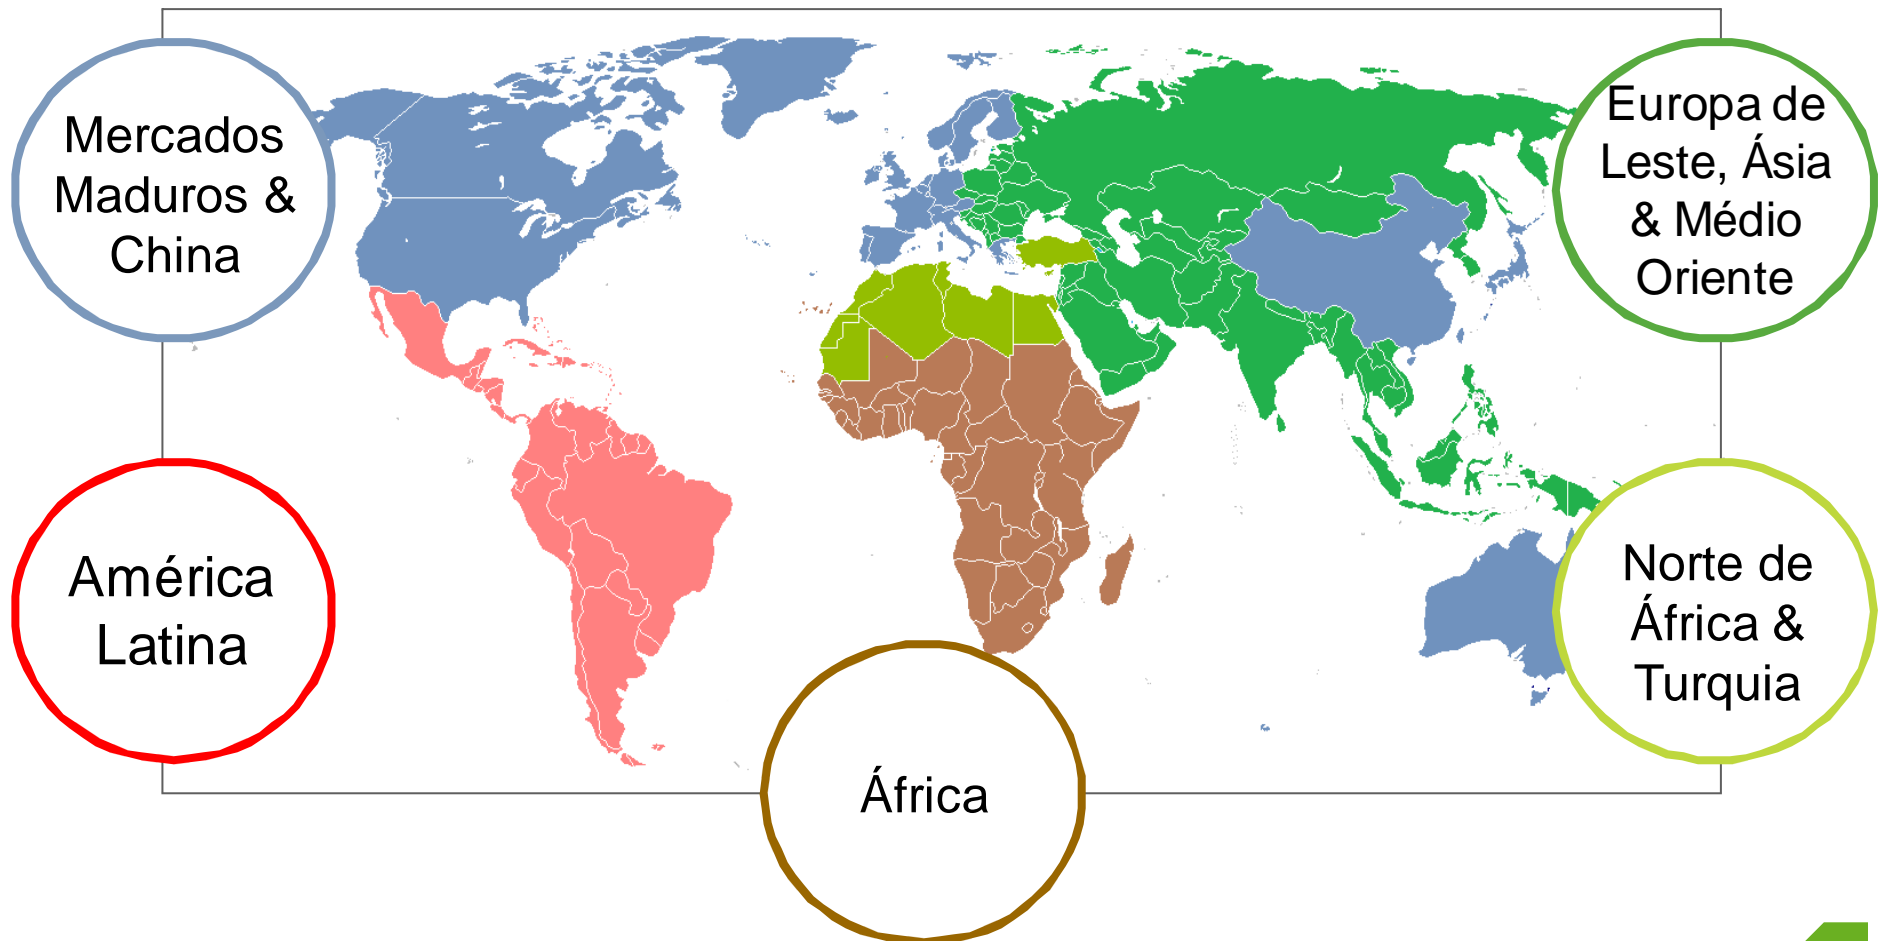 Mercados
Maduros &
China
Europa de
Leste, Ásia
& Médio
Oriente
América
Latina
Norte de
África &
Turquia
África